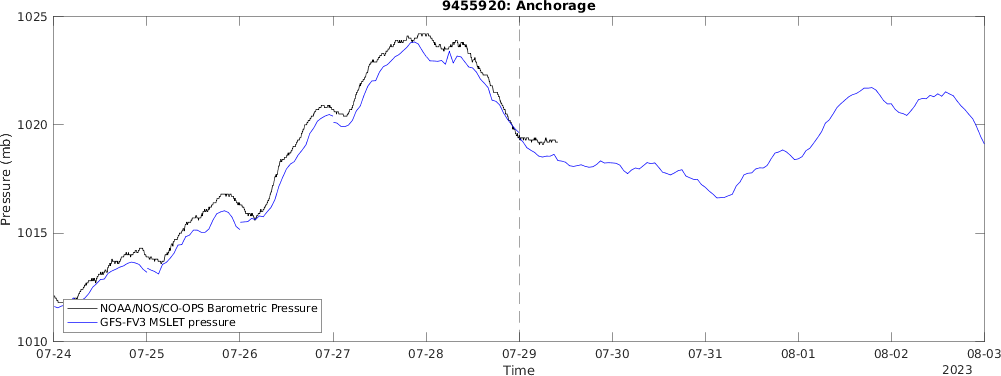 9455920: Anchorage
1025
1020
1015
1010
Pressure (mb)
NOAA/NOS/CO-OPS Barometric Pressure
GFS-FV3 MSLET pressure
07-24 07-25 07-26 07-27 07-28 07-29 07-30 07-31 08-01 08-02 08-03
Time
2023